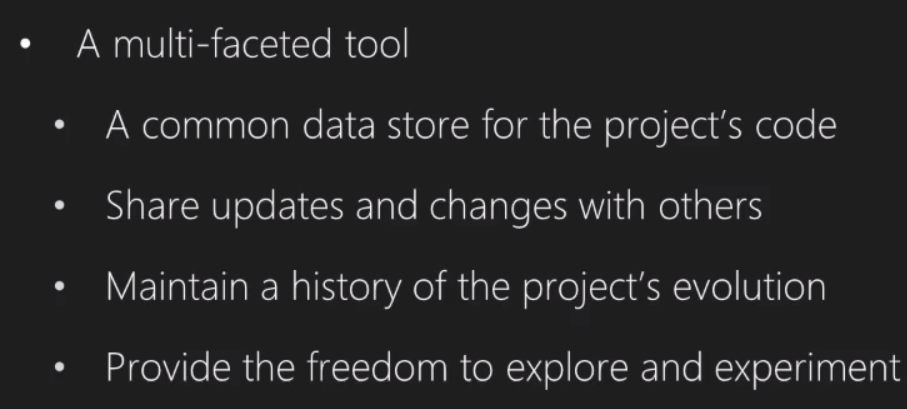 • A multi-faceted tool
• A common data store for the project's code
• Share updates and changes with others
• Maintain a history of the project's evolution
• Provide the freedom to explore and experiment